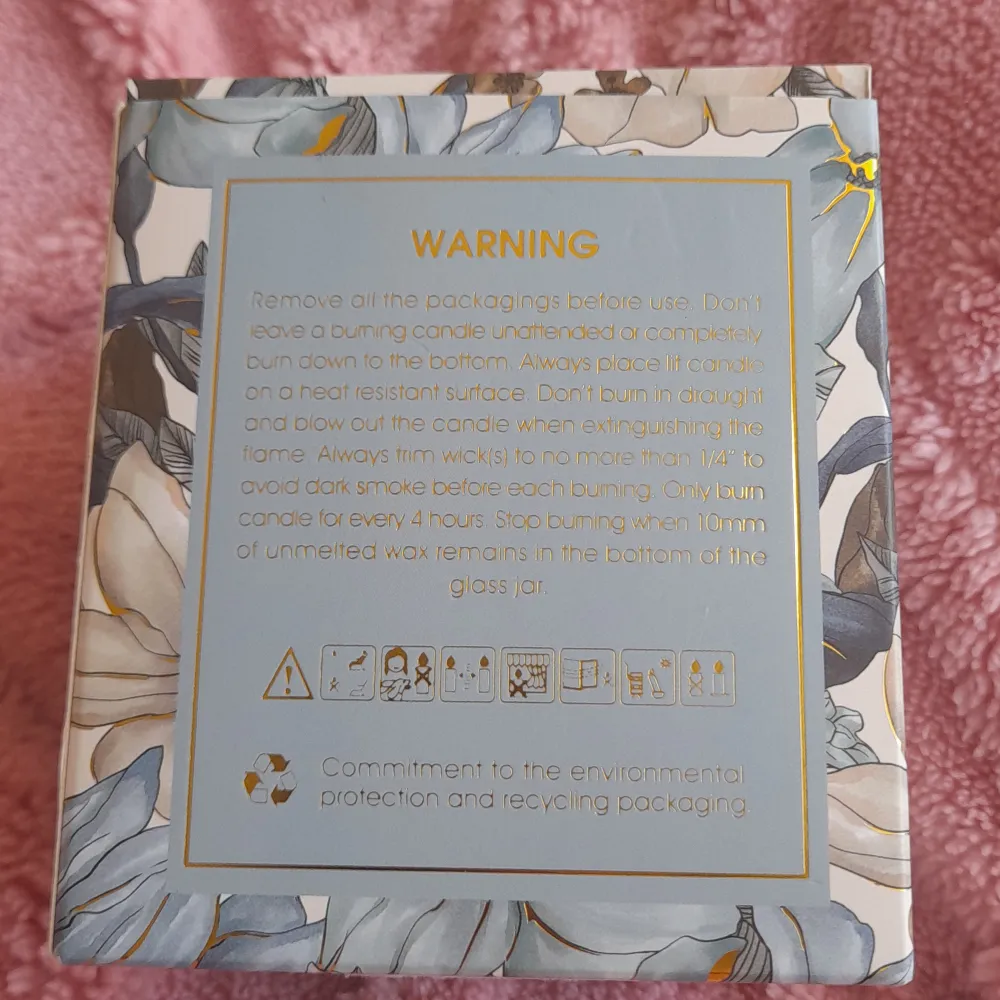 WARNING
Remove all the packagings before use. Don't
leave a burning candle unattended or completely
burn down to the bottom. Always place lit candle
on a heat resistant surface. Don't burn in draught
and blow out the candle when extinguishing the
flame. Always trim wick(s) to no more than 1/4" to
avoid dark smoke before each burning. Only burn
candle for every 4 hours. Stop burning when 10mm
of unmelted wax remains in the bottom of the
glass jar.
Commitment to the environmental
protection and recycling packaging.